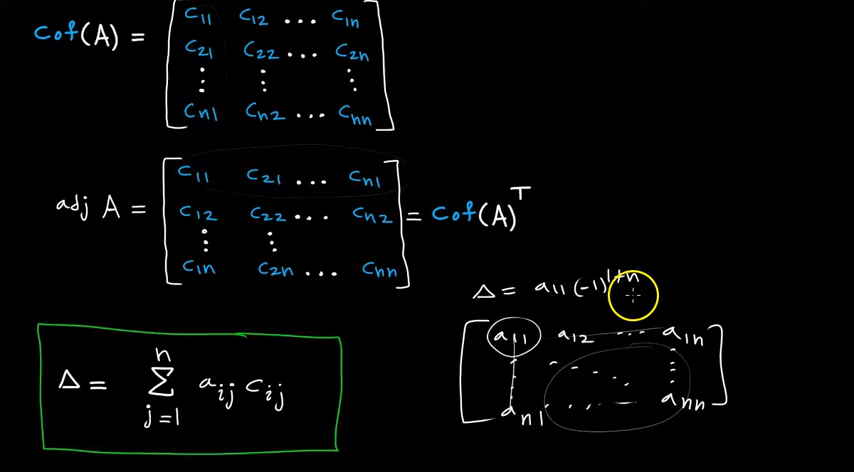 Cof(A) = [ C11 C12 ... C1n
C21 C22 ... C2n
⋮ ⋮ ⋮
Cn1 Cn2 ... Cnn ]
adj A = [ C11 C21 ... Cn1
C12 C22 ... Cn2 = Cof(A)^T
⋮ ⋮
C1n C2n ... Cnn ]
Δ = a11 (-1)^1+n
[ a11 a12 ... a1n
an1 ... ann ]
Δ = n∑j=1 aij cij